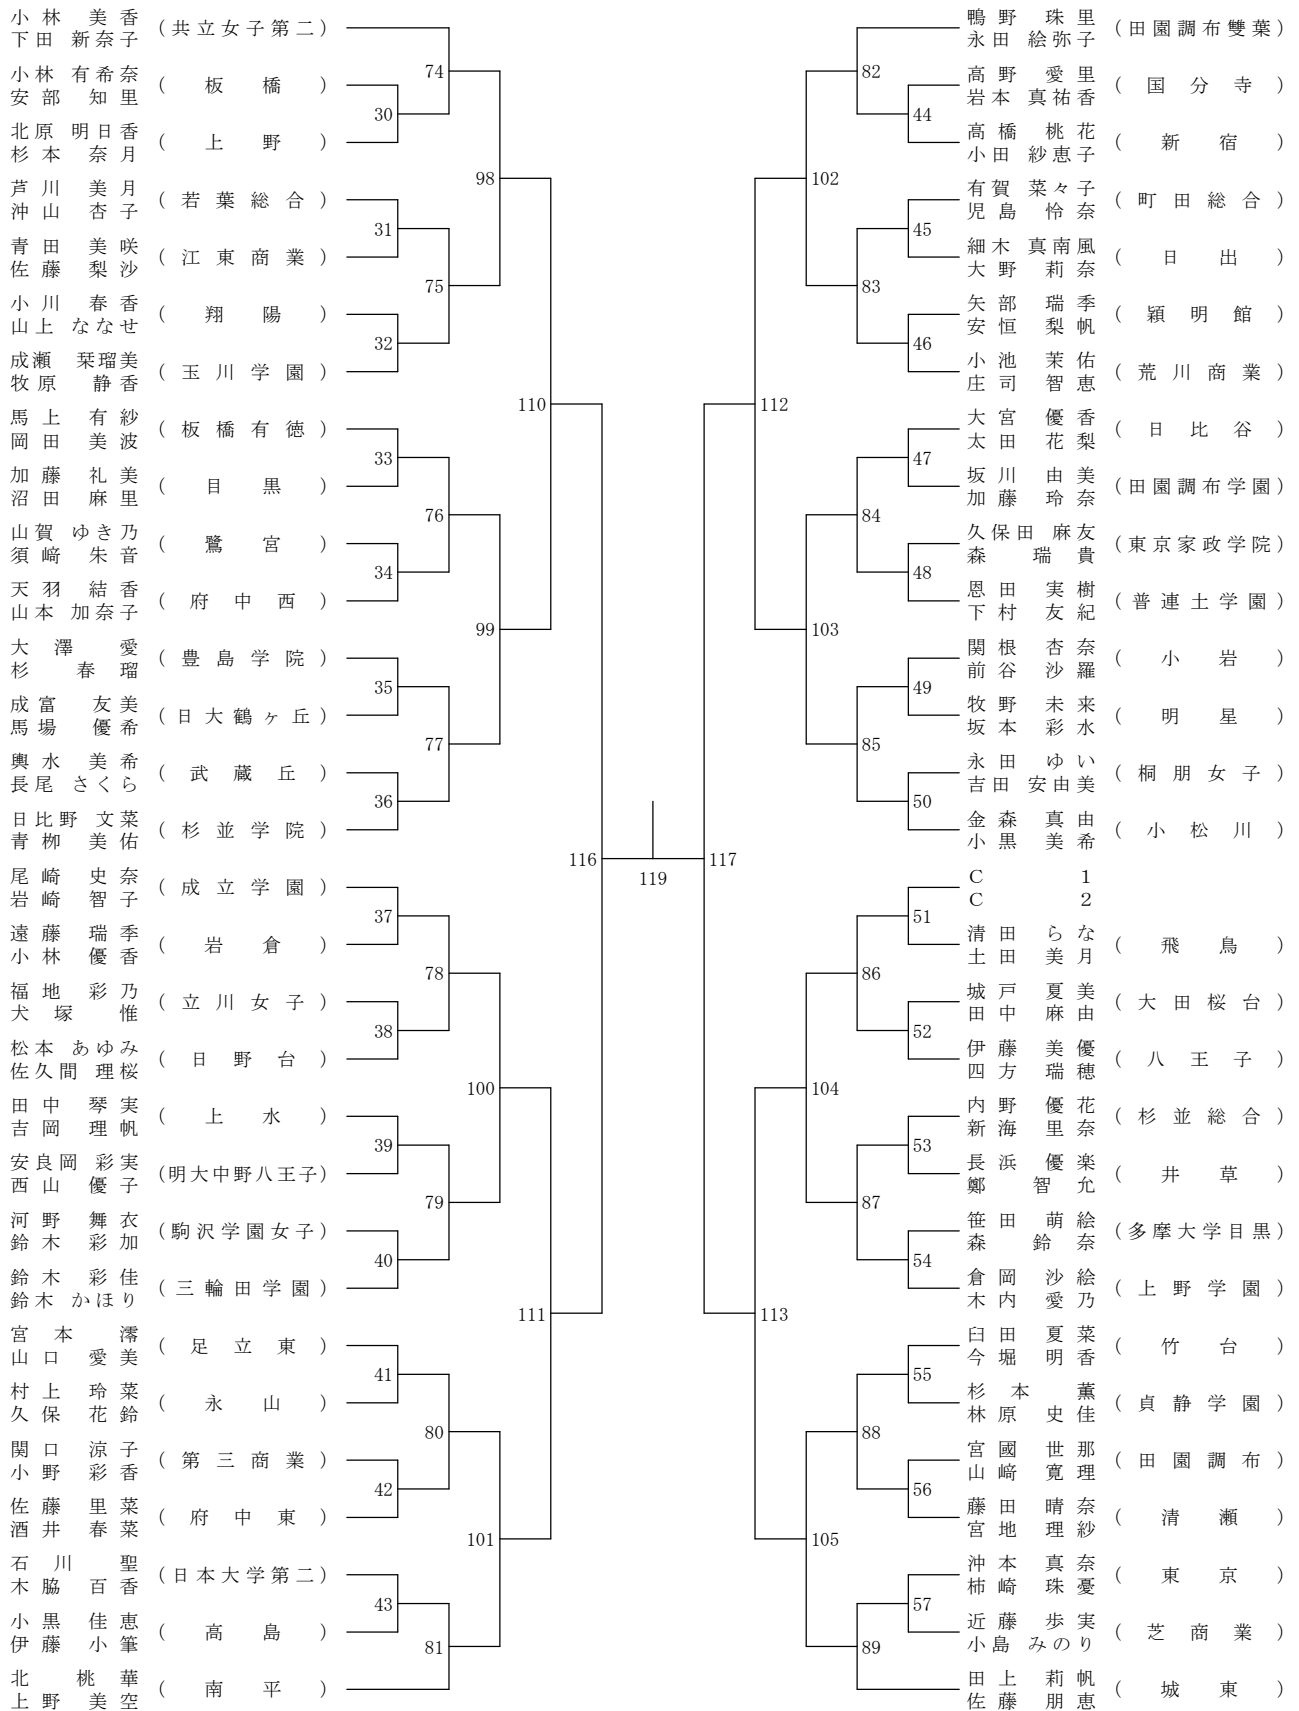 小林 美香
下田 新奈子
(共立女子第二)
小林 有希奈
安部 知里
(板橋)
北原 明日香
杉本 奈月
(上野)
芦川 美月
沖山 杏子
(若葉総合)
青田 美咲
佐藤 梨沙
(江東商業)
小川 春香
山上 ななせ
(翔陽)
成瀬 栞瑠美
牧原 静香
(玉川学園)
馬上 有紗
岡田 美波
(板橋有徳)
加藤 礼美
沼田 麻里
(目黒)
山賀 ゆき乃
須﨑 朱音
(鷺宮)
天羽 結香
山本 加奈子
(府中西)
大澤 愛
杉 春瑠
(豊島学院)
成富 友美
馬場 優希
(日大鶴ヶ丘)
輿水 美希
長尾 さくら
(武蔵丘)
日比野 文菜
青栁 美佑
(杉並学院)
尾崎 史奈
岩崎 智子
(成立学園)
遠藤 瑞季
小林 優香
(岩倉)
福地 彩乃
犬塚 惟
(立川女子)
松本 あゆみ
佐久間 理桜
(日野台)
田中 琴実
吉岡 理帆
(上水)
安良岡 彩実
西山 優子
(明大中野八王子)
河野 舞衣
鈴木 彩加
(駒沢学園女子)
鈴木 彩佳
鈴木 かほり
(三輪田学園)
宮本 澪
山口 愛美
(足立東)
村上 玲菜
久保 花鈴
(永山)
関口 涼子
小野 彩香
(第三商業)
佐藤 里菜
酒井 春菜
(府中東)
石川 聖
木脇 百香
(日本大学第二)
小黒 佳恵
伊藤 小筆
(高島)
北 桃華
上野 美空
(南平)
30
31
32
33
34
35
36
37
38
39
40
41
42
43
74
75
76
77
78
79
80
81
98
99
100
101
110
111
116
119
117
112
113
102
103
104
105
82
83
84
85
86
87
88
89
44
45
46
47
48
49
50
51
52
53
54
55
56
57
鴨野 珠里
永田 絵弥子
(田園調布雙葉)
高野 愛里
岩本 真祐香
(国分寺)
高橋 桃花
小田 紗恵子
(新宿)
有賀 菜々子
児島 怜奈
(町田総合)
細木 真南風
大野 莉奈
(日出)
矢部 瑞季
安恒 梨帆
(穎明館)
小池 茉佑
庄司 智恵
(荒川商業)
大宮 優香
太田 花梨
(日比谷)
坂川 由美
加藤 玲奈
(田園調布学園)
久保田 麻友
森 瑞貴
(東京家政学院)
恩田 実樹
下村 友紀
(普連土学園)
関根 杏奈
前谷 沙羅
(小岩)
牧野 未来
坂本 彩水
(明星)
永田 ゆい
吉田 安由美
(桐朋女子)
金森 真由
小黒 美希
(小松川)
C 1
C 2
清田 らな
土田 美月
(飛鳥)
城戸 夏美
田中 麻由
(大田桜台)
伊藤 美優
四方 瑞穂
(八王子)
内野 優花
新海 里奈
(杉並総合)
長浜 優楽
鄭 智允
(井草)
笹田 萌絵
森 鈴奈
(多摩大学目黒)
倉岡 沙絵
木内 愛乃
(上野学園)
臼田 夏菜
今堀 明香
(竹台)
杉本 薫
林原 史佳
(貞静学園)
宮國 世那
山﨑 寛理
(田園調布)
藤田 晴奈
宮地 理紗
(清瀬)
沖本 真奈
柿崎 珠憂
(東京)
近藤 歩実
小島 みのり
(芝商業)
田上 莉帆
佐藤 朋恵
(城東)